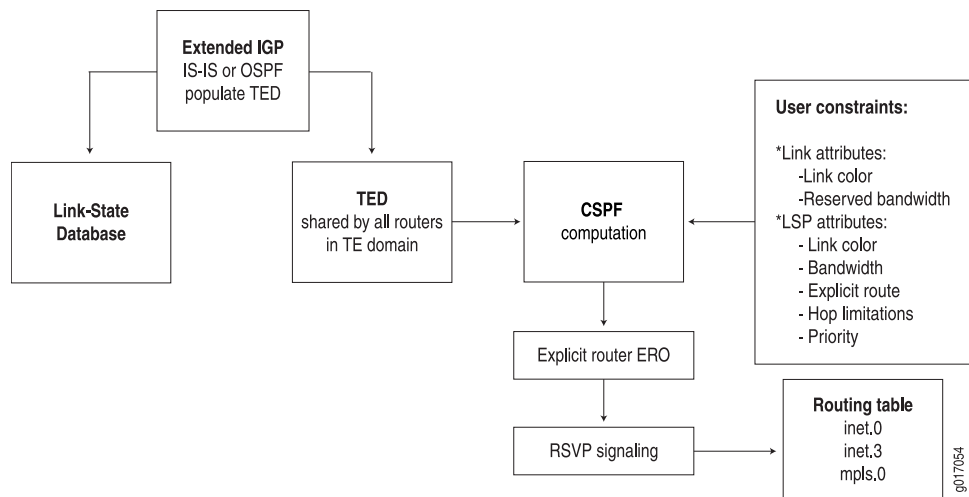 Extended IGP
IS-IS or OSPF
populate TED
Link-State
Database
TED
shared by all routers
in TE domain
CSPF
computation
User constraints:
*Link attributes:
-Link color
-Reserved bandwidth
*LSP attributes:
- Link color
- Bandwidth
- Explicit route
- Hop limitations
- Priority
Explicit router ERO
RSVP signaling
Routing table
inet.0
inet.3
mpls.0
g017054